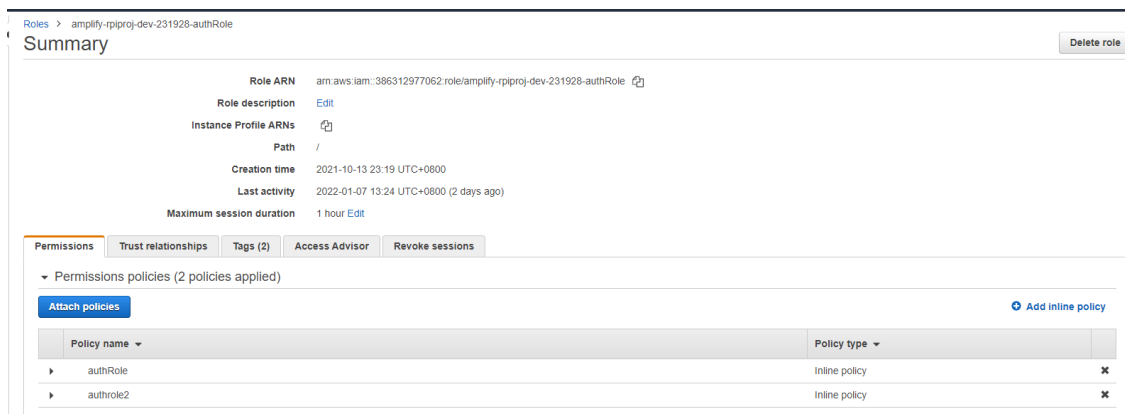 Roles > amplify-rpiproj-dev-231928-authRole
Summary
Delete role
Role ARN arn:aws:iam::386312977062:role/amplify-rpiproj-dev-231928-authRole
Role description Edit
Instance Profile ARNs
Path /
Creation time 2021-10-13 23:19 UTC+0800
Last activity 2022-01-07 13:24 UTC+0800 (2 days ago)
Maximum session duration 1 hour Edit
Permissions Trust relationships Tags (2) Access Advisor Revoke sessions
Permissions policies (2 policies applied)
Attach policies Add inline policy
Policy name Policy type
authRole Inline policy
authrole2 Inline policy